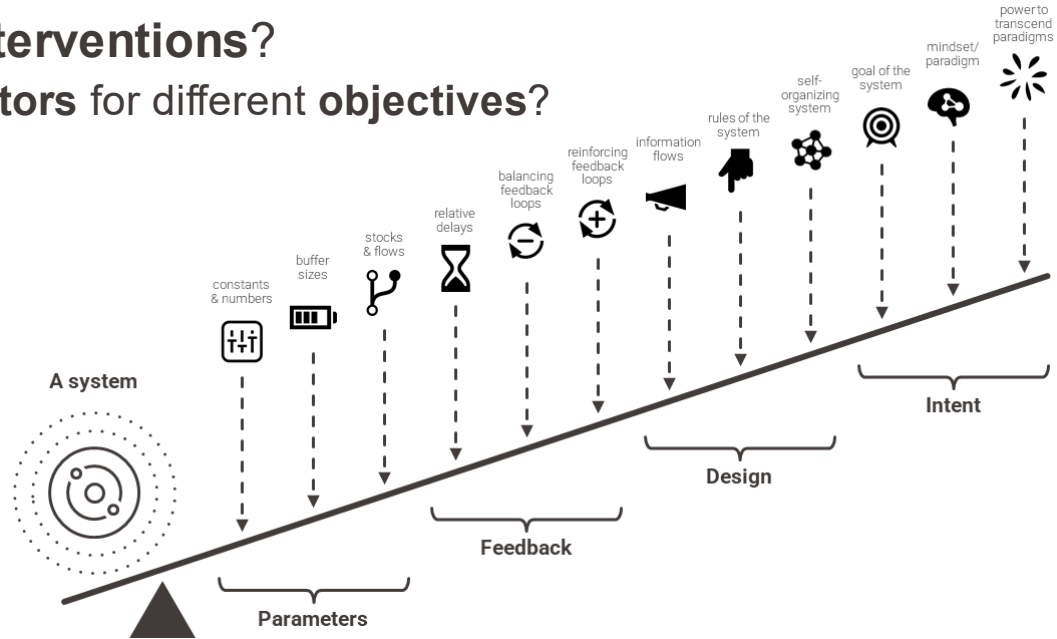 terventions?
tors for different objectives?
power to
transcend
paradigms
mindset/
paradigm
goal of the
system
self-
organizing
system
rules of the
system
information
flows
reinforcing
feedback
loops
balancing
feedback
loops
relative
delays
stocks
& flows
buffer
sizes
constants
& numbers
A system
Intent
Design
Feedback
Parameters